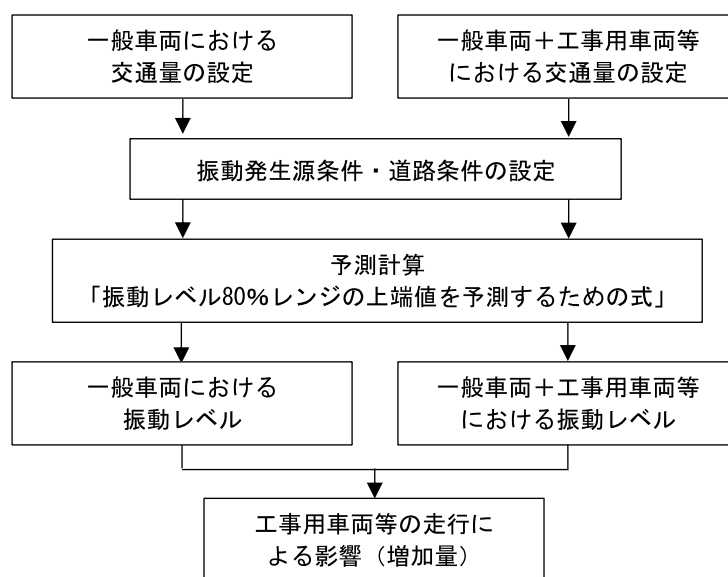 一般車両における
交通量の設定
一般車両＋工事用車両等
における交通量の設定
振動発生源条件・道路条件の設定
予測計算
「振動レベル80％レンジの上端値を予測するための式」
一般車両における
振動レベル
一般車両＋工事用車両等
における振動レベル
工事用車両等の走行に
よる影響（増加量）